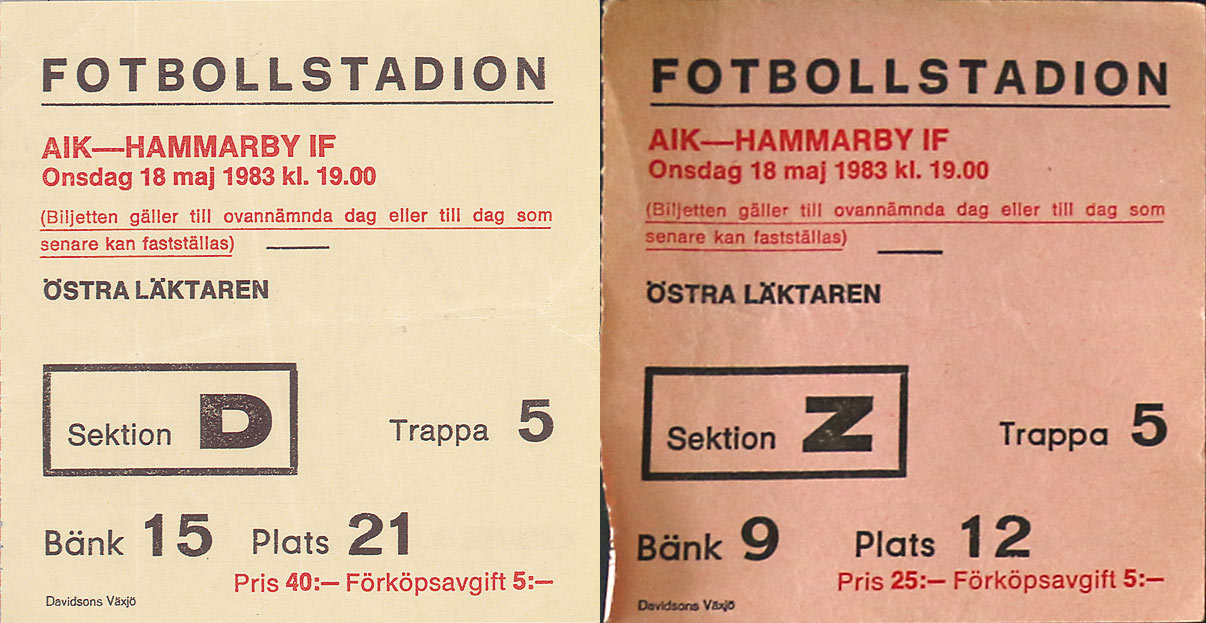 FOTBOLLSTADION
AIK—HAMMARBY IF
Onsdag 18 maj 1983 kl. 19.00
(Biljetten gäller till ovannämnda dag eller till dag som
senare kan fastställas)
ÖSTRA LÄKTAREN
Sektion D Trappa 5
Bänk 15 Plats 21
Pris 40:— Förköpsavgift 5:—
Davidsons Växjö
FOTBOLLSTADION
AIK—HAMMARBY IF
Onsdag 18 maj 1983 kl. 19.00
(Biljetten gäller till ovannämnda dag eller till dag som
senare kan fastställas)
ÖSTRA LÄKTAREN
Sektion Z Trappa 5
Bänk 9 Plats 12
Pris 25:— Förköpsavgift 5:—
Davidsons Växjö